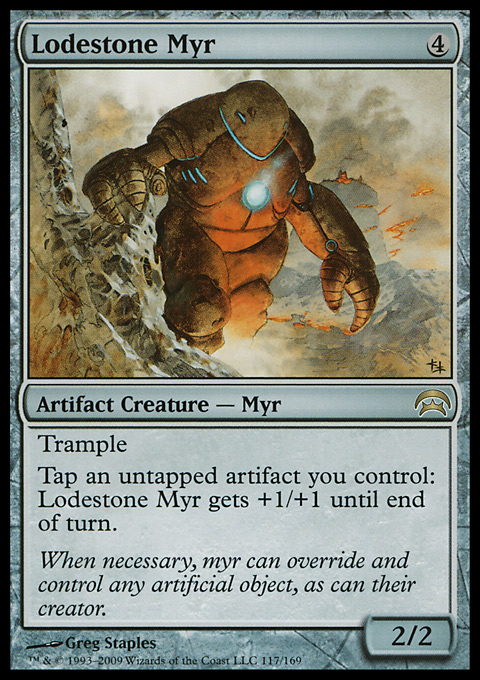 Lodestone Myr 4
Artifact Creature — Myr
Trample
Tap an untapped artifact you control:
Lodestone Myr gets +1/+1 until end
of turn.
When necessary, myr can override and
control any artificial object, as can their
creator.
Greg Staples
2/2
™ & © 1993–2009 Wizards of the Coast LLC 117/169